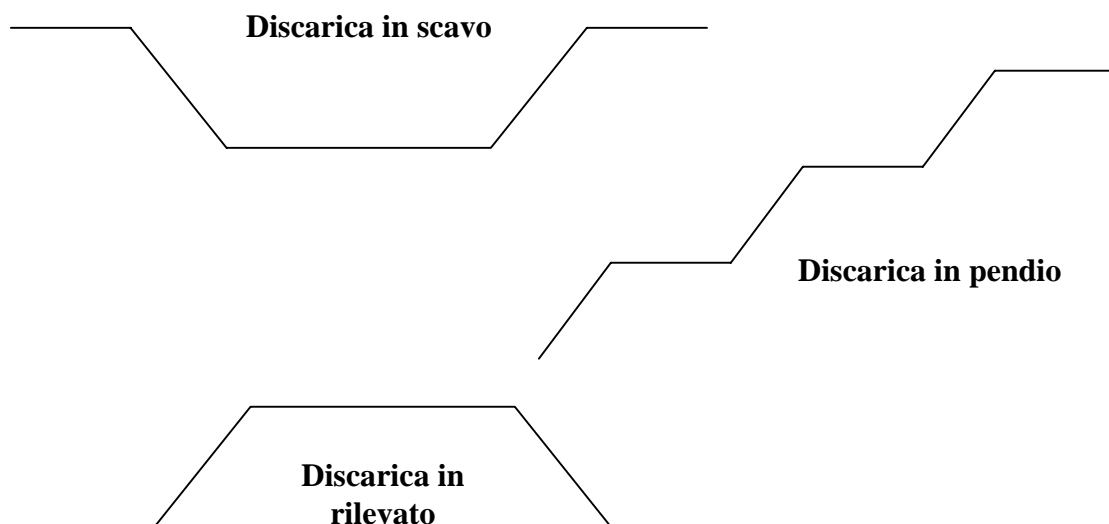 Discarica in scavo
Discarica in pendio
Discarica in
rilevato